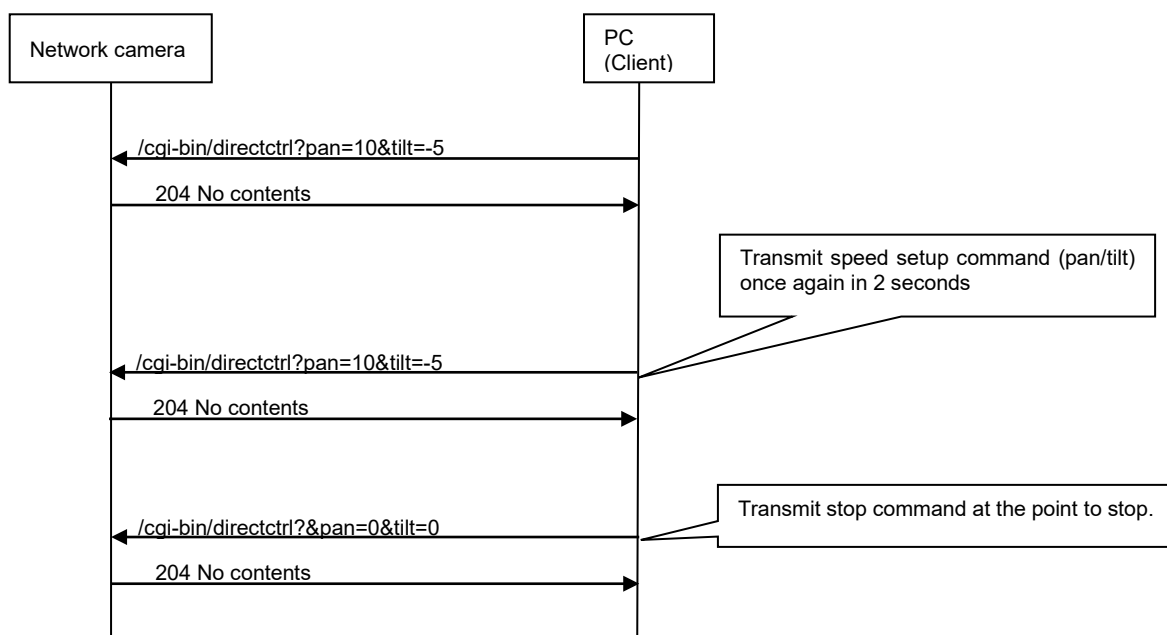 Network camera
PC
(Client)
/cgi-bin/directctrl?pan=10&tilt=-5
204 No contents
Transmit speed setup command (pan/tilt)
once again in 2 seconds
/cgi-bin/directctrl?pan=10&tilt=-5
204 No contents
Transmit stop command at the point to stop.
/cgi-bin/directctrl?&pan=0&tilt=0
204 No contents